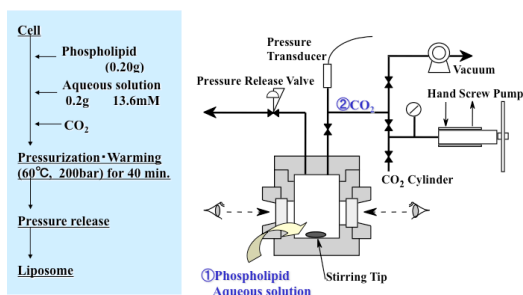 Cell
Phospholipid
(0.20g)
Aqueous solution
0.2g 13.6mM
CO₂
Pressurization・Warming
(60℃, 200bar) for 40 min.
Pressure release
Liposome
Pressure
Transducer
Pressure Release Valve
②CO₂
Vacuum
Hand Screw Pump
CO₂ Cylinder
①Phospholipid
Aqueous solution
Stirring Tip